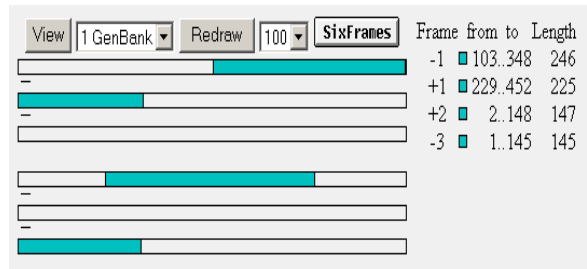 View 1 GenBank Redraw 100 SixFrames
Frame from to Length
-1 103..348 246
+1 229..452 225
+2 2..148 147
-3 1..145 145